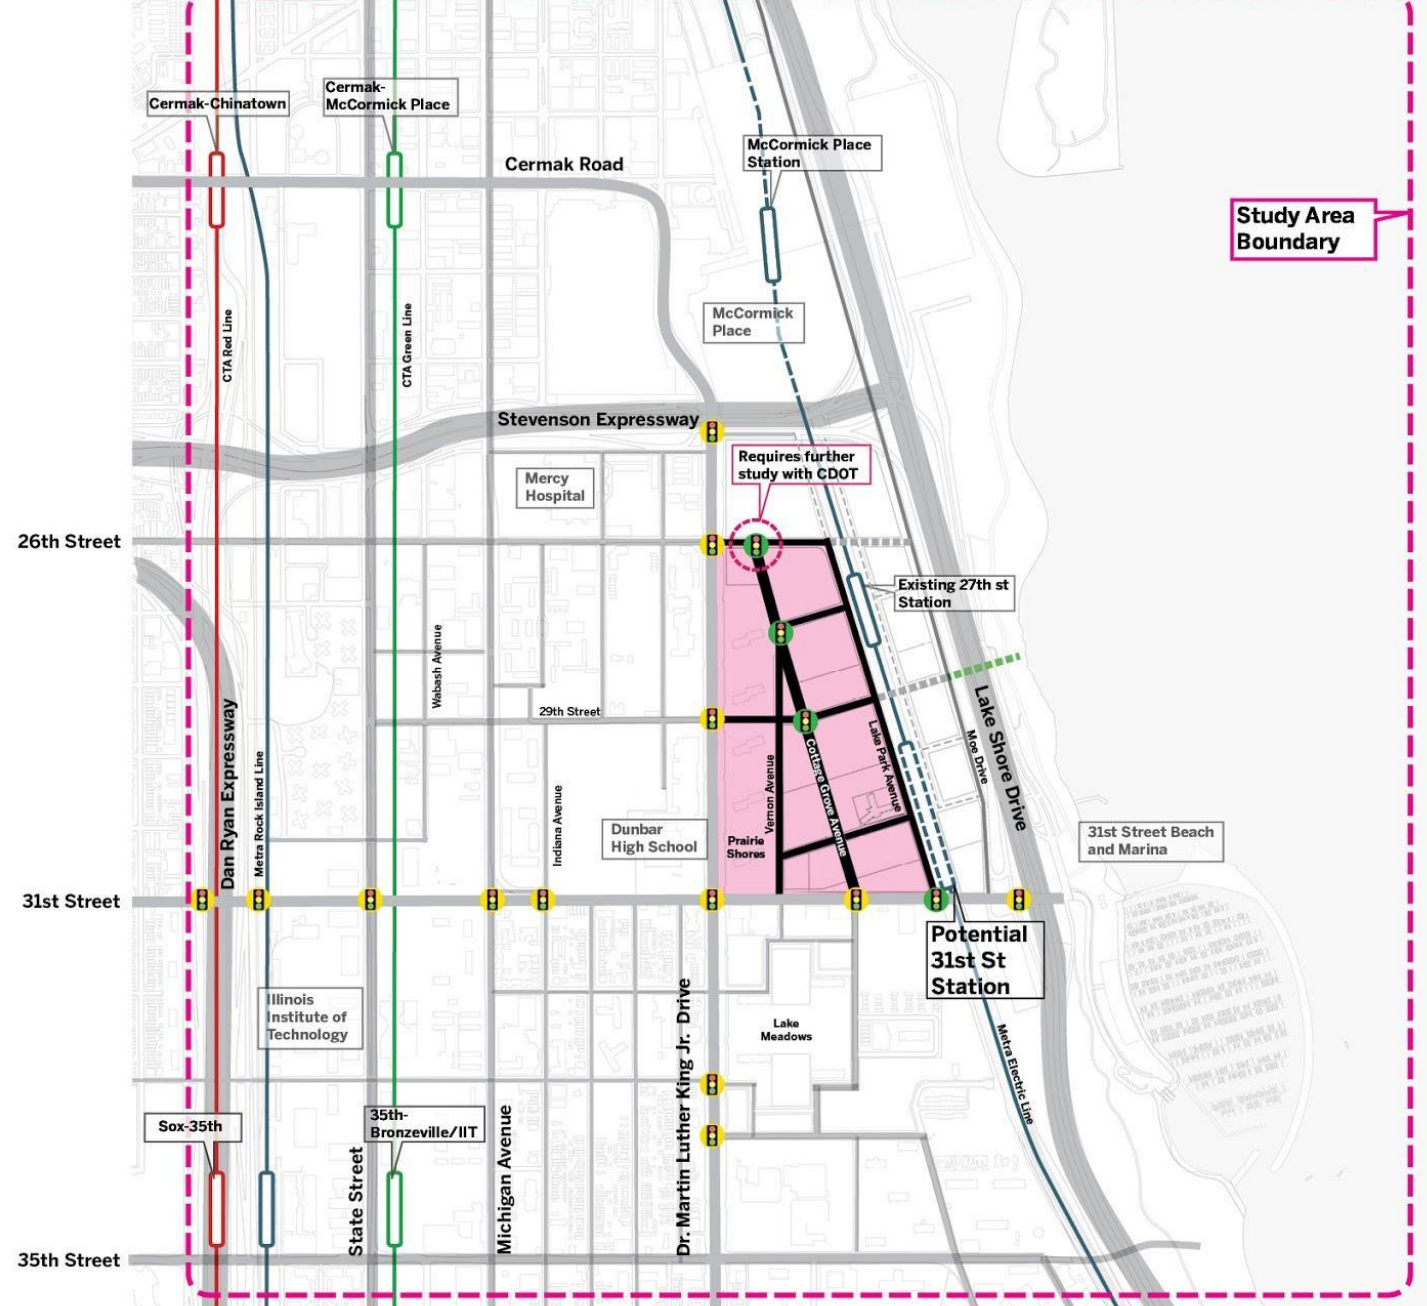 Cermak-Chinatown
Cermak-
McCormick Place
Cermak Road
McCormick Place
Station
Study Area
Boundary
CTA Red Line
CTA Green Line
McCormick
Place
Stevenson Expressway
Requires further
study with CDOT
Mercy
Hospital
26th Street
Existing 27th st
Station
Wabash Avenue
29th Street
Dan Ryan Expressway
Metra Rock Island Line
Indiana Avenue
Dunbar
High School
Prairie
Shores
Vernon Avenue
Cottage Grove Avenue
Lake Park Avenue
Moe Drive
Lake Shore Drive
31st Street Beach
and Marina
31st Street
Potential
31st St
Station
Illinois
Institute of
Technology
Lake
Meadows
Metra Electric Line
Sox-35th
35th-
Bronzeville/IIT
State Street
Michigan Avenue
Dr. Martin Luther King Jr. Drive
35th Street